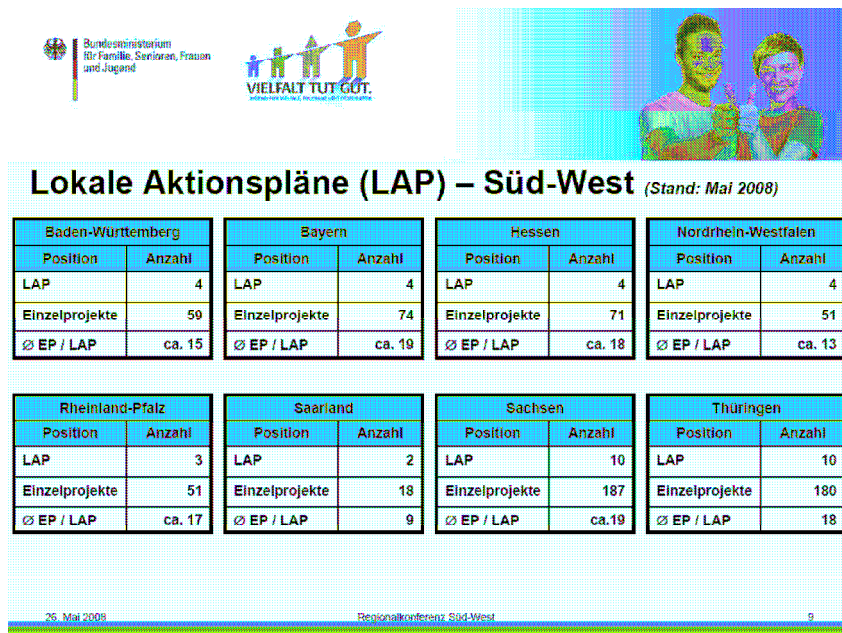 Bundesministerium
für Familie, Senioren, Frauen
und Jugend
VIELFALT TUT GUT.
Lokale Aktionspläne (LAP) – Süd-West (Stand: Mai 2008)
Baden-Württemberg
Position Anzahl
LAP 4
Einzelprojekte 59
∅ EP / LAP ca. 15
Bayern
Position Anzahl
LAP 4
Einzelprojekte 74
∅ EP / LAP ca. 19
Hessen
Position Anzahl
LAP 4
Einzelprojekte 71
∅ EP / LAP ca. 18
Nordrhein-Westfalen
Position Anzahl
LAP 4
Einzelprojekte 51
∅ EP / LAP ca. 13
Rheinland-Pfalz
Position Anzahl
LAP 3
Einzelprojekte 51
∅ EP / LAP ca. 17
Saarland
Position Anzahl
LAP 2
Einzelprojekte 18
∅ EP / LAP 9
Sachsen
Position Anzahl
LAP 10
Einzelprojekte 187
∅ EP / LAP ca.19
Thüringen
Position Anzahl
LAP 10
Einzelprojekte 180
∅ EP / LAP 18
Mai 2008 Regionalkonferenz Süd-West 9